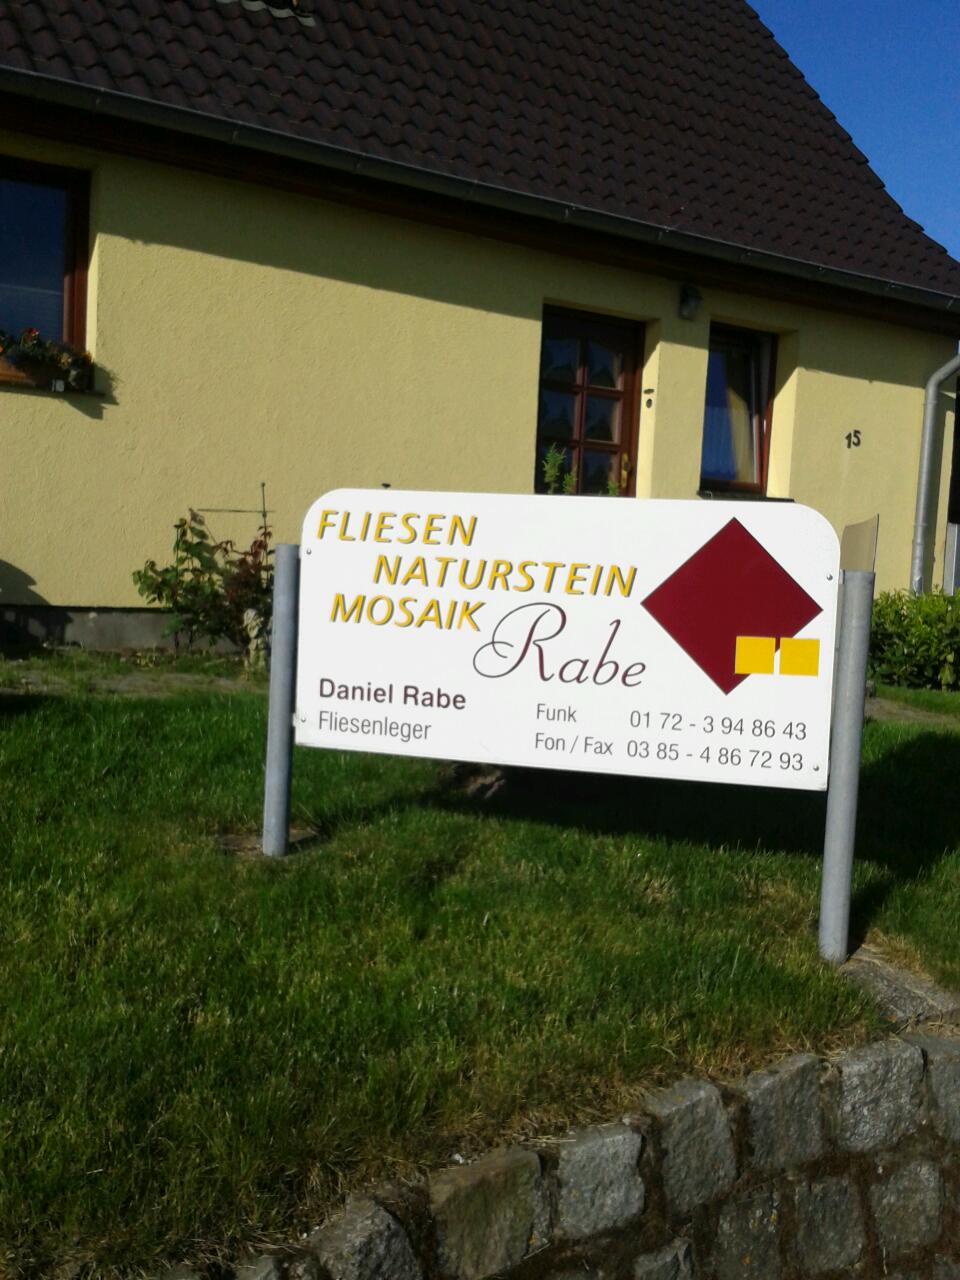 15
FLIESEN
NATURSTEIN
MOSAIK
Rabe
Daniel Rabe
Fliesenleger
Funk 01 72 - 3 94 86 43
Fon / Fax 03 85 - 4 86 72 93